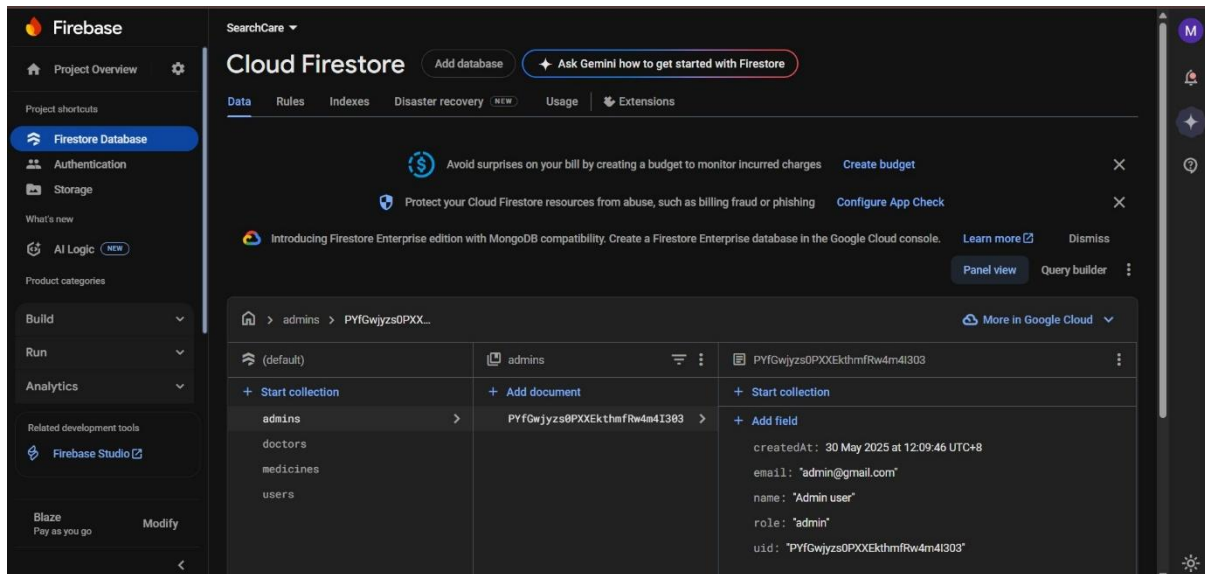 Firebase
Project Overview
Project shortcuts
Firestore Database
Authentication
Storage
What's new
AI Logic NEW
Product categories
Build
Run
Analytics
Related development tools
Firebase Studio
Blaze
Pay as you go
Modify
SearchCare
Cloud Firestore
Add database
Ask Gemini how to get started with Firestore
Data Rules Indexes Disaster recovery NEW Usage Extensions
Avoid surprises on your bill by creating a budget to monitor incurred charges Create budget
Protect your Cloud Firestore resources from abuse, such as billing fraud or phishing Configure App Check
Introducing Firestore Enterprise edition with MongoDB compatibility. Create a Firestore Enterprise database in the Google Cloud console. Learn more Dismiss
Panel view Query builder
admins > PYfGwjyzs0PXX...
More in Google Cloud
(default)
+ Start collection
admins
doctors
medicines
users
admins
+ Add document
PYfGwjyzs0PXXEkthmfRw4m4I303
PYfGwjyzs0PXXEkthmfRw4m4I303
+ Start collection
+ Add field
createdAt: 30 May 2025 at 12:09:46 UTC+8
email: "admin@gmail.com"
name: "Admin user"
role: "admin"
uid: "PYfGwjyzs0PXXEkthmfRw4m4I303"
M